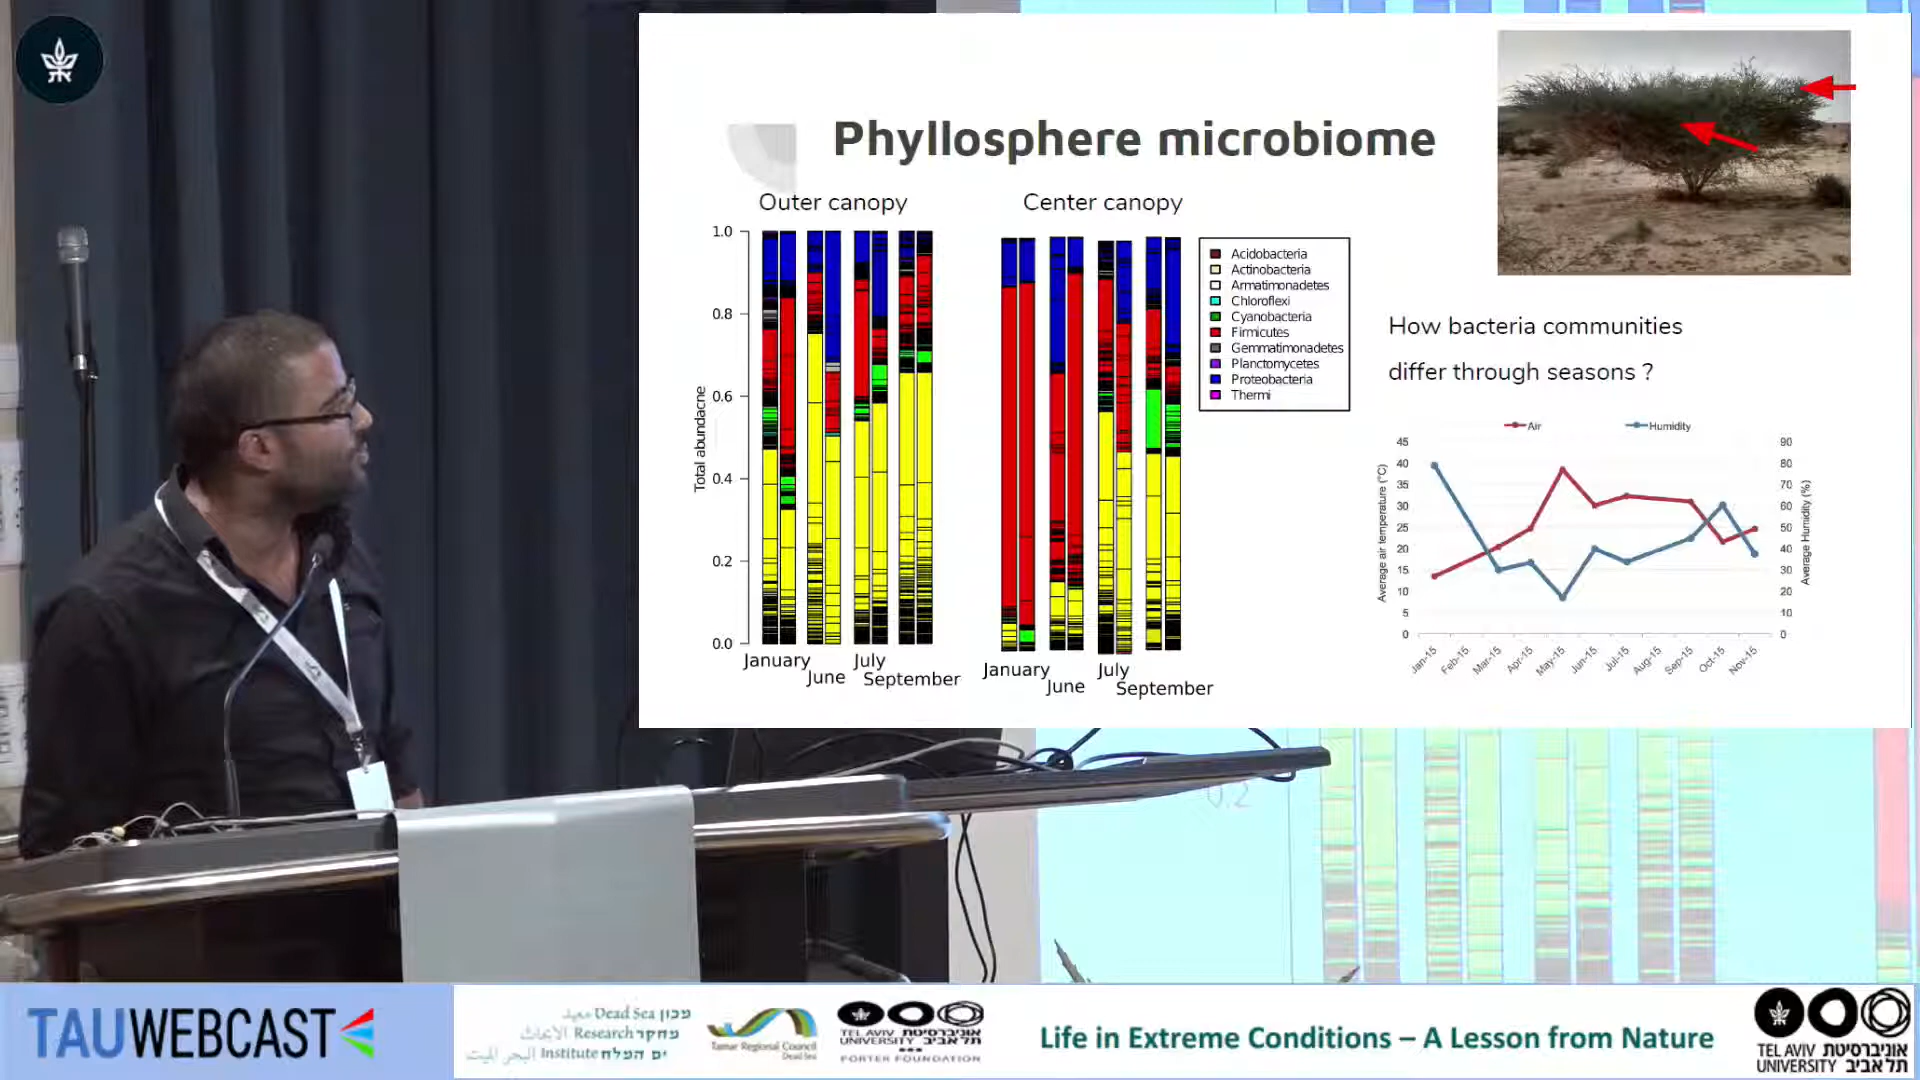 Phyllosphere microbiome
Outer canopy
Center canopy
Total abundacne
1.0
0.8
0.6
0.4
0.2
0.0
January
June
July
September
January
June
July
September
Acidobacteria
Actinobacteria
Armatimonadetes
Chloroflexi
Cyanobacteria
Firmicutes
Gemmatimonadetes
Planctomycetes
Proteobacteria
Thermi
How bacteria communities
differ through seasons ?
Air
Humidity
Average air temperature (°C)
45
40
35
30
25
20
15
10
5
0
90
80
70
60
50
40
30
20
10
0
Average Humidity (%)
Jan-15
Feb-15
Mar-15
Apr-15
May-15
Jun-15
Jul-15
Aug-15
Sep-15
Oct-15
Nov-15
0.2
TAUWEBCAST
Dead Sea מכון
Research מחקר
Institute ים המלח
البحر الميت
Tamar Regional Council
Dead Sea
TEL AVIV אוניברסיטת
UNIVERSITY תל אביב
PORTER FOUNDATION
Life in Extreme Conditions – A Lesson from Nature
TEL AVIV אוניברסיטת
UNIVERSITY תל אביב